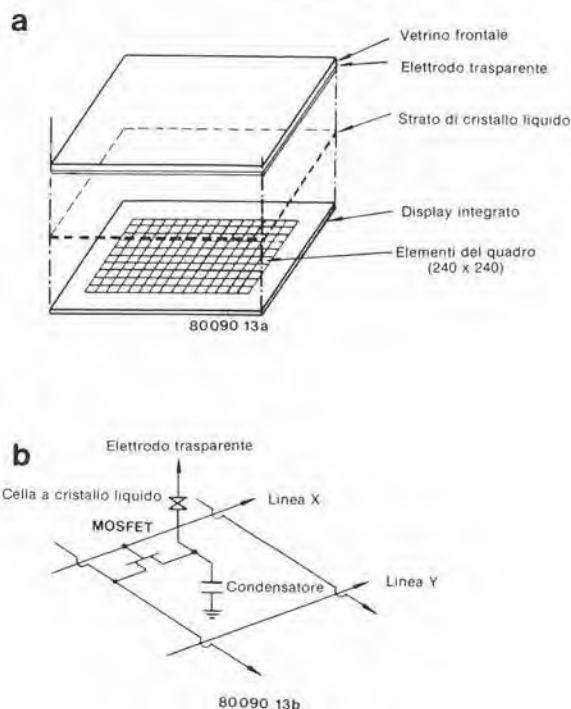 a
Vetrino frontale
Elettrodo trasparente
Strato di cristallo liquido
Display integrato
Elementi del quadro
(240 x 240)
80090 13a
b
Elettrodo trasparente
Cella a cristallo liquido
Linea X
MOSFET
Condensatore
Linea Y
80090 13b